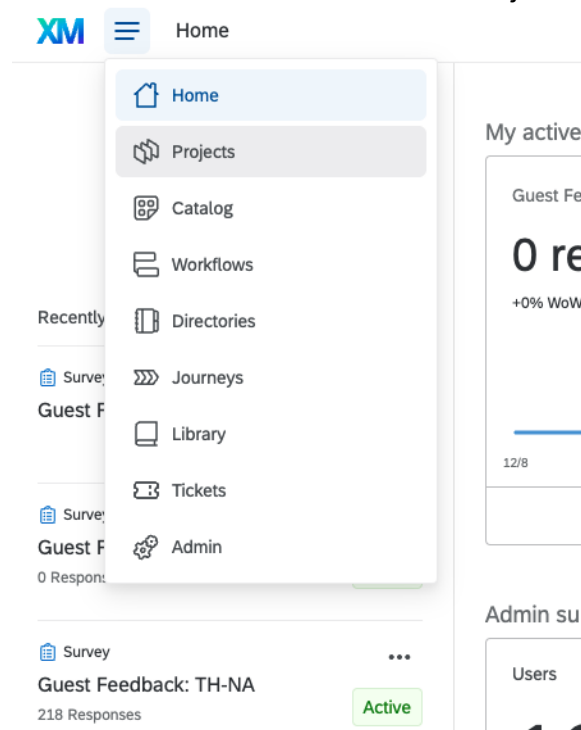 XM
Home
Home
Projects
Catalog
Workflows
Directories
Journeys
Library
Tickets
Admin
Recently
Survey
Guest F
Survey
Guest F
0 Respons
Survey
Guest Feedback: TH-NA
218 Responses
Active
My active
Guest Fe
0 re
+0% WoW
12/8
Admin su
Users